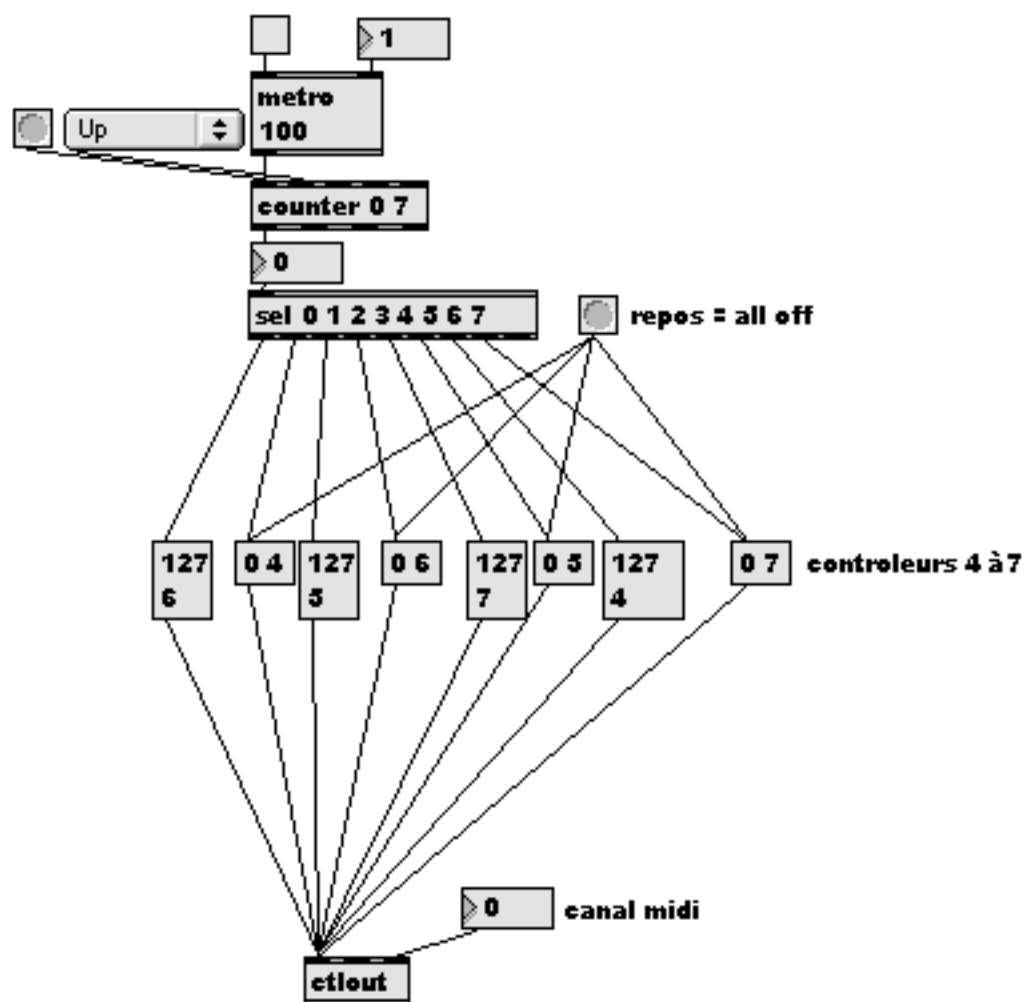 1
metro
100
Up
counter 0 7
0
sel 0 1 2 3 4 5 6 7
repos = all off
127
6
0 4
127
5
0 6
127
7
0 5
127
4
0 7
controleurs 4 à7
0
canal midi
ctlout